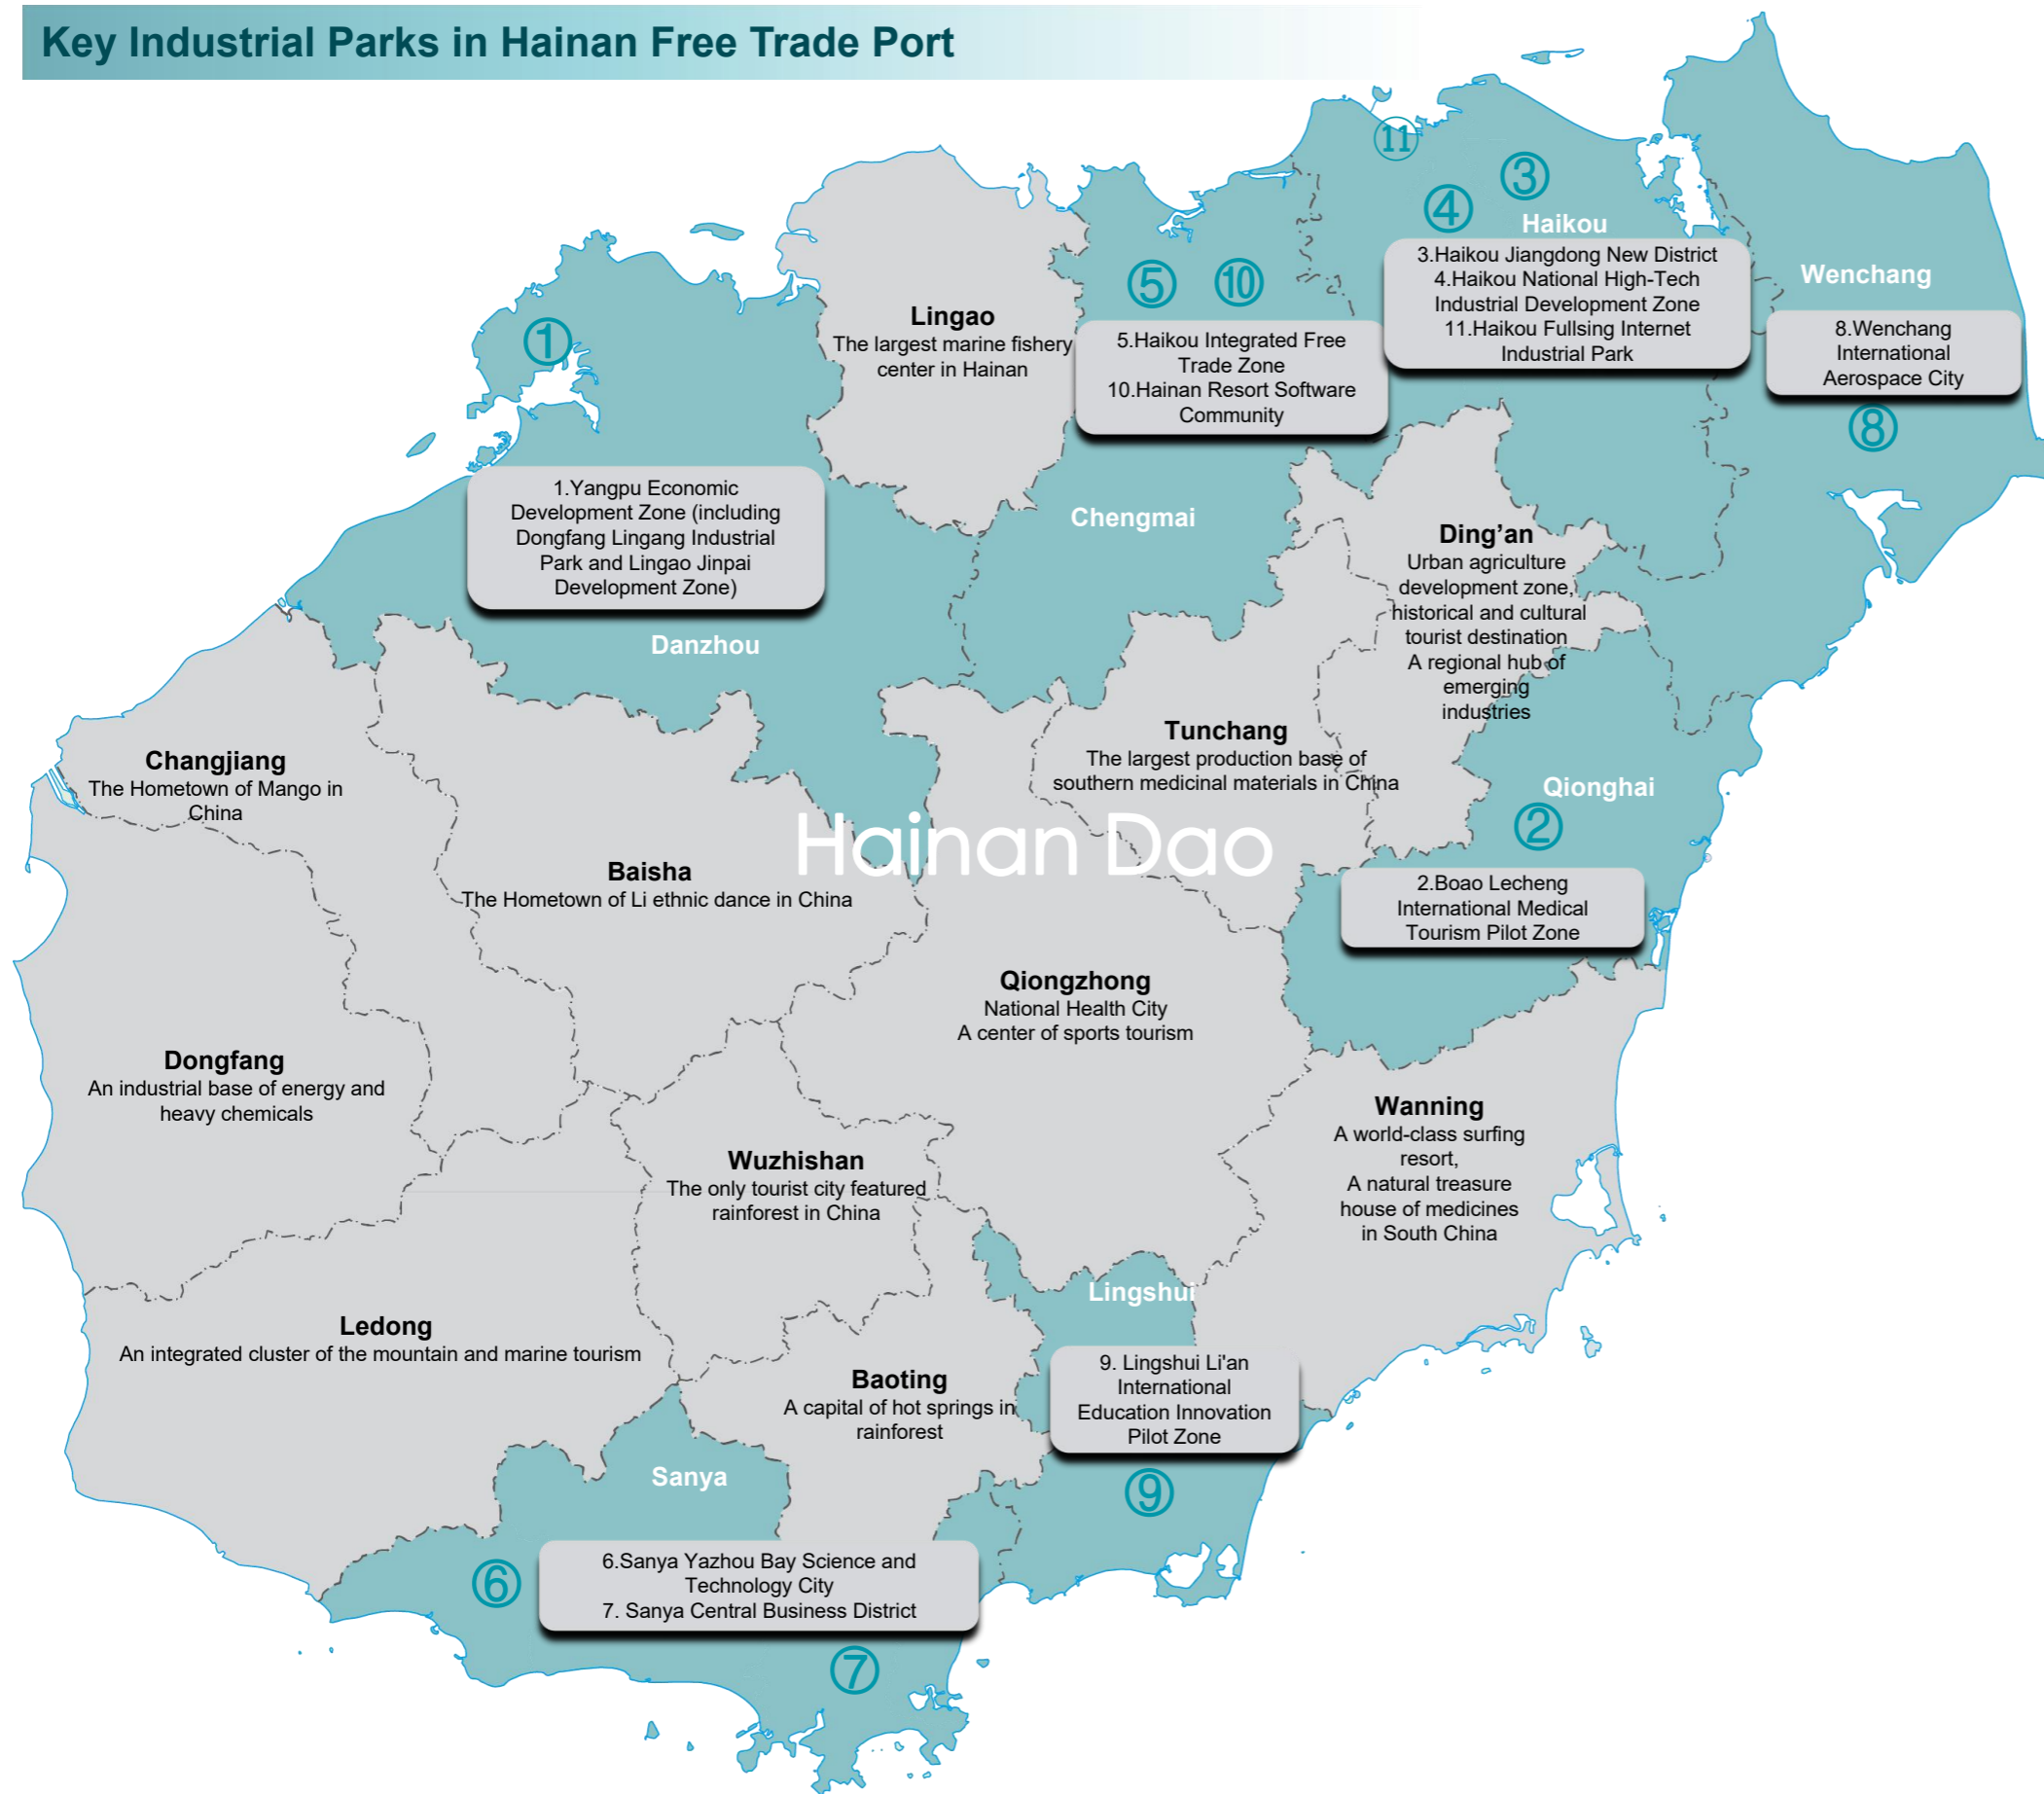 Key Industrial Parks in Hainan Free Trade Port
⑪
③
④
Haikou
3.Haikou Jiangdong New District
4.Haikou National High-Tech
Industrial Development Zone
11.Haikou Fullsing Internet
Industrial Park
Wenchang
8.Wenchang
International
Aerospace City
⑧
⑤
⑩
5.Haikou Integrated Free
Trade Zone
10.Hainan Resort Software
Community
Chengmai
Lingao
The largest marine fishery
center in Hainan
①
1.Yangpu Economic
Development Zone (including
Dongfang Lingang Industrial
Park and Lingao Jinpai
Development Zone)
Danzhou
Ding’an
Urban agriculture
development zone,
historical and cultural
tourist destination
A regional hub of
emerging
industries
Tunchang
The largest production base of
southern medicinal materials in China
Changjiang
The Hometown of Mango in
China
Qionghai
②
2.Boao Lecheng
International Medical
Tourism Pilot Zone
Hainan Dao
Baisha
The Hometown of Li ethnic dance in China
Qiongzhong
National Health City
A center of sports tourism
Dongfang
An industrial base of energy and
heavy chemicals
Wanning
A world-class surfing
resort,
A natural treasure
house of medicines
in South China
Wuzhishan
The only tourist city featured
rainforest in China
Lingshui
9. Lingshui Li'an
International
Education Innovation
Pilot Zone
⑨
Ledong
An integrated cluster of the mountain and marine tourism
Baoting
A capital of hot springs in
rainforest
Sanya
⑥
6.Sanya Yazhou Bay Science and
Technology City
7. Sanya Central Business District
⑦